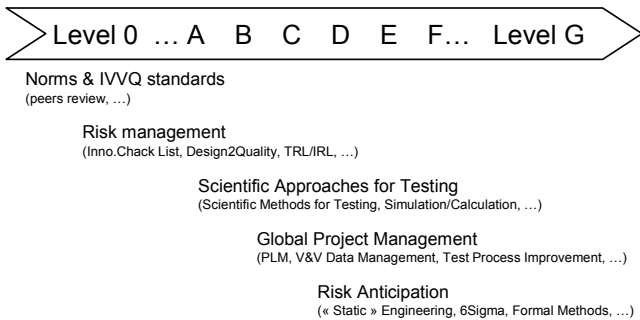 Level 0 … A B C D E F… Level G
Norms & IVVQ standards
(peers review, …)
Risk management
(Inno.Chack List, Design2Quality, TRL/IRL, …)
Scientific Approaches for Testing
(Scientific Methods for Testing, Simulation/Calculation, …)
Global Project Management
(PLM, V&V Data Management, Test Process Improvement, …)
Risk Anticipation
(« Static » Engineering, 6Sigma, Formal Methods, …)